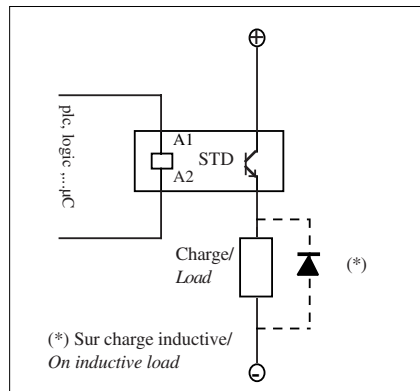 +
plc, logic ,...µC
A1
STD
A2
Charge/
Load
(*)
(*) Sur charge inductive/
On inductive load
-